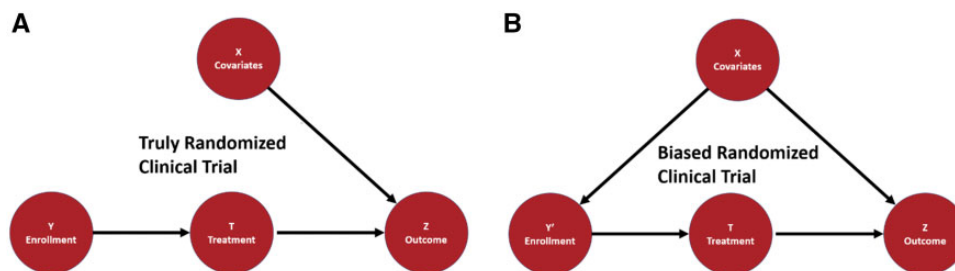 A
X
Covariates
Truly Randomized
Clinical Trial
Y
Enrollment
T
Treatment
Z
Outcome
B
X
Covariates
Biased Randomized
Clinical Trial
Y'
Enrollment
T
Treatment
Z
Outcome